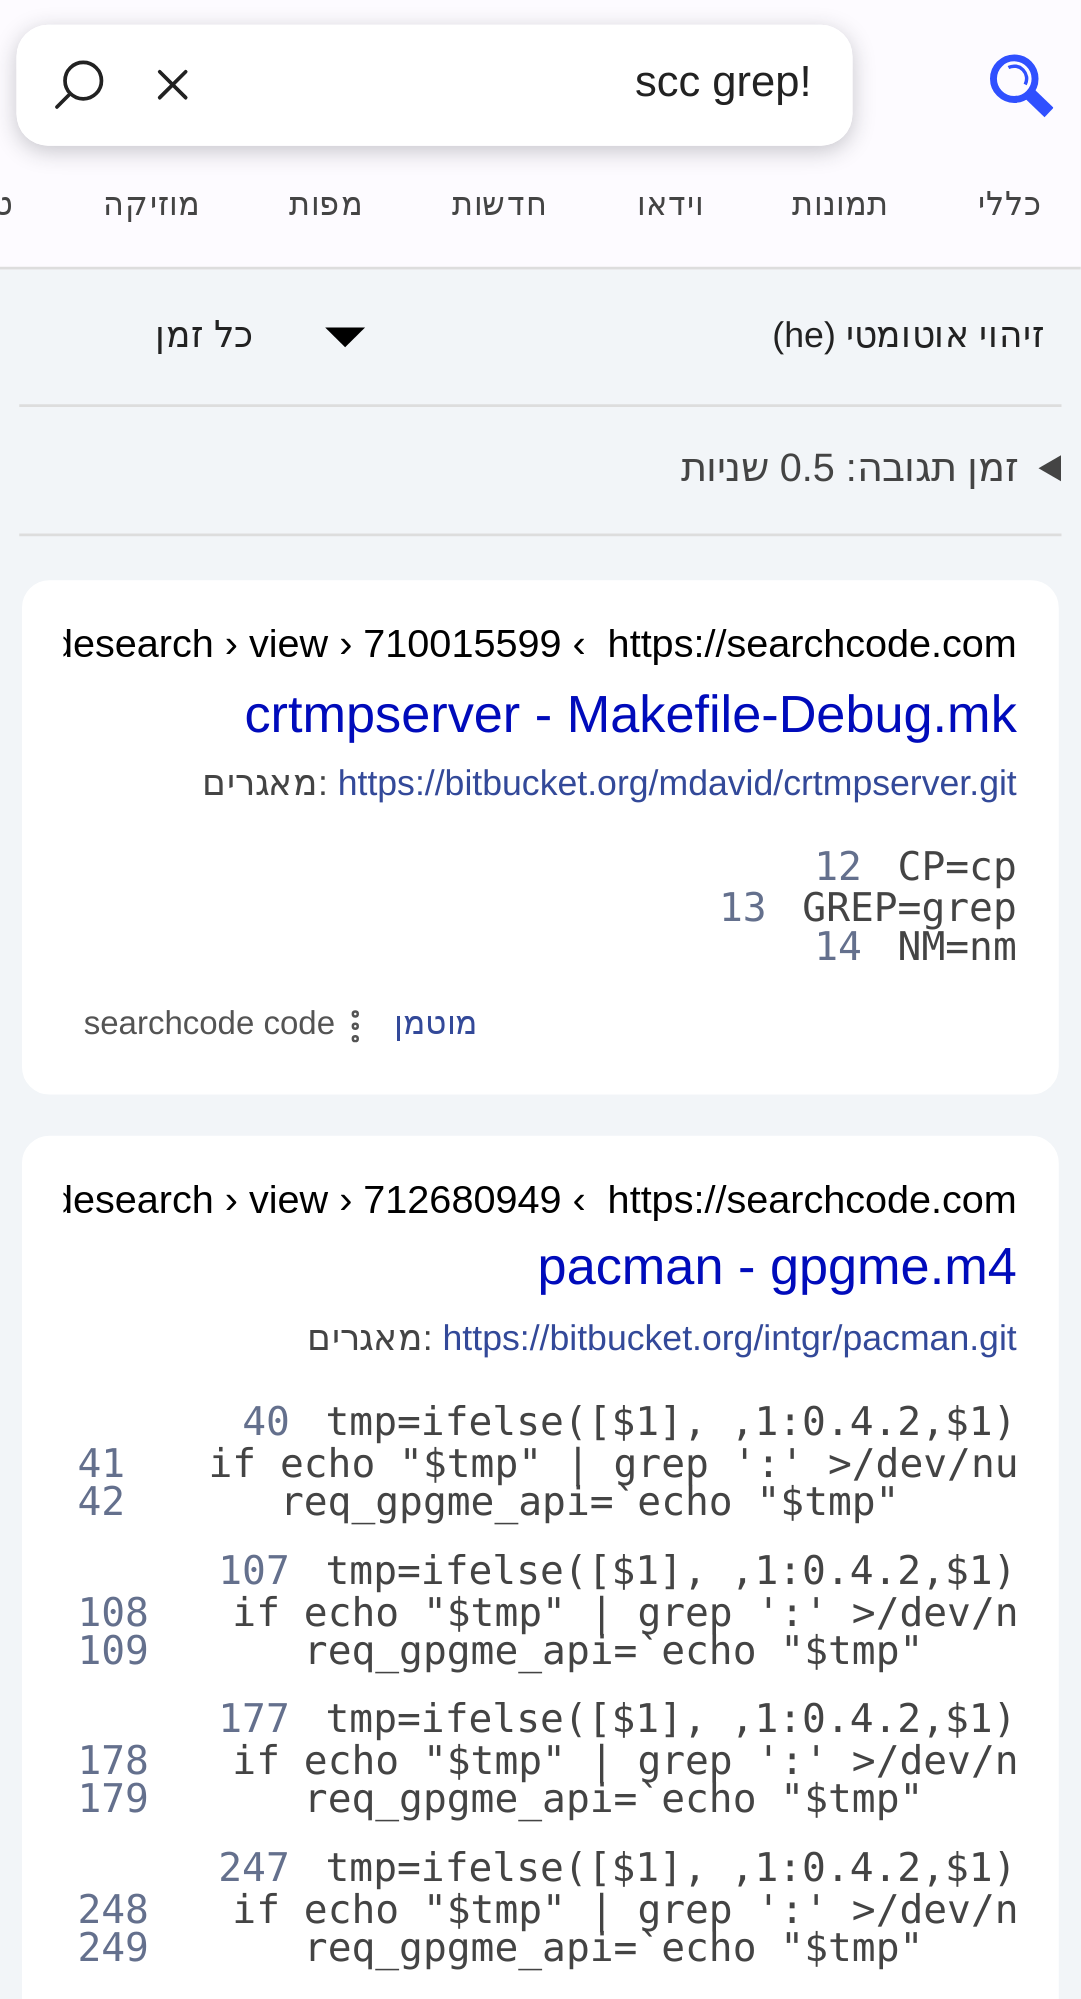 !scc grep
כללי תמונות וידאו חדשות מפות מוזיקה
זיהוי אוטומטי (he) כל זמן
זמן תגובה: 0.5 שניות
https://searchcode.com › desearch › view › 710015599
crtmpserver - Makefile-Debug.mk
https://bitbucket.org/mdavid/crtmpserver.git :מאגרים
12 CP=cp
13 GREP=grep
14 NM=nm
מוטמן searchcode code
https://searchcode.com › desearch › view › 712680949
pacman - gpgme.m4
https://bitbucket.org/intgr/pacman.git :מאגרים
40 tmp=ifelse([$1], ,1:0.4.2,$1)
41 if echo "$tmp" | grep ':' >/dev/nu
42 req_gpgme_api=`echo "$tmp"
107 tmp=ifelse([$1], ,1:0.4.2,$1)
108 if echo "$tmp" | grep ':' >/dev/n
109 req_gpgme_api=`echo "$tmp"
177 tmp=ifelse([$1], ,1:0.4.2,$1)
178 if echo "$tmp" | grep ':' >/dev/n
179 req_gpgme_api=`echo "$tmp"
247 tmp=ifelse([$1], ,1:0.4.2,$1)
248 if echo "$tmp" | grep ':' >/dev/n
249 req_gpgme_api=`echo "$tmp"